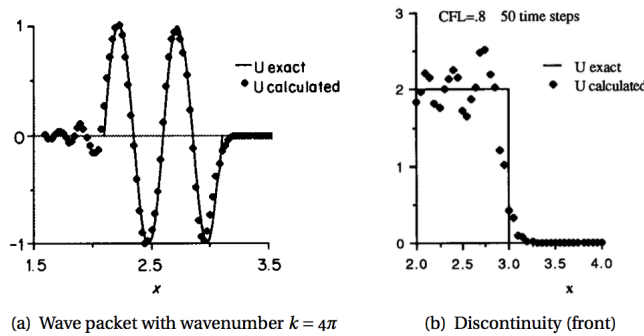 1
0
-1
1.5
2.5
3.5
x
U exact
U calculated
(a) Wave packet with wavenumber k = 4π
CFL=.8 50 time steps
3
2
1
0
2.0
2.5
3.0
3.5
4.0
x
U exact
U calculated
(b) Discontinuity (front)